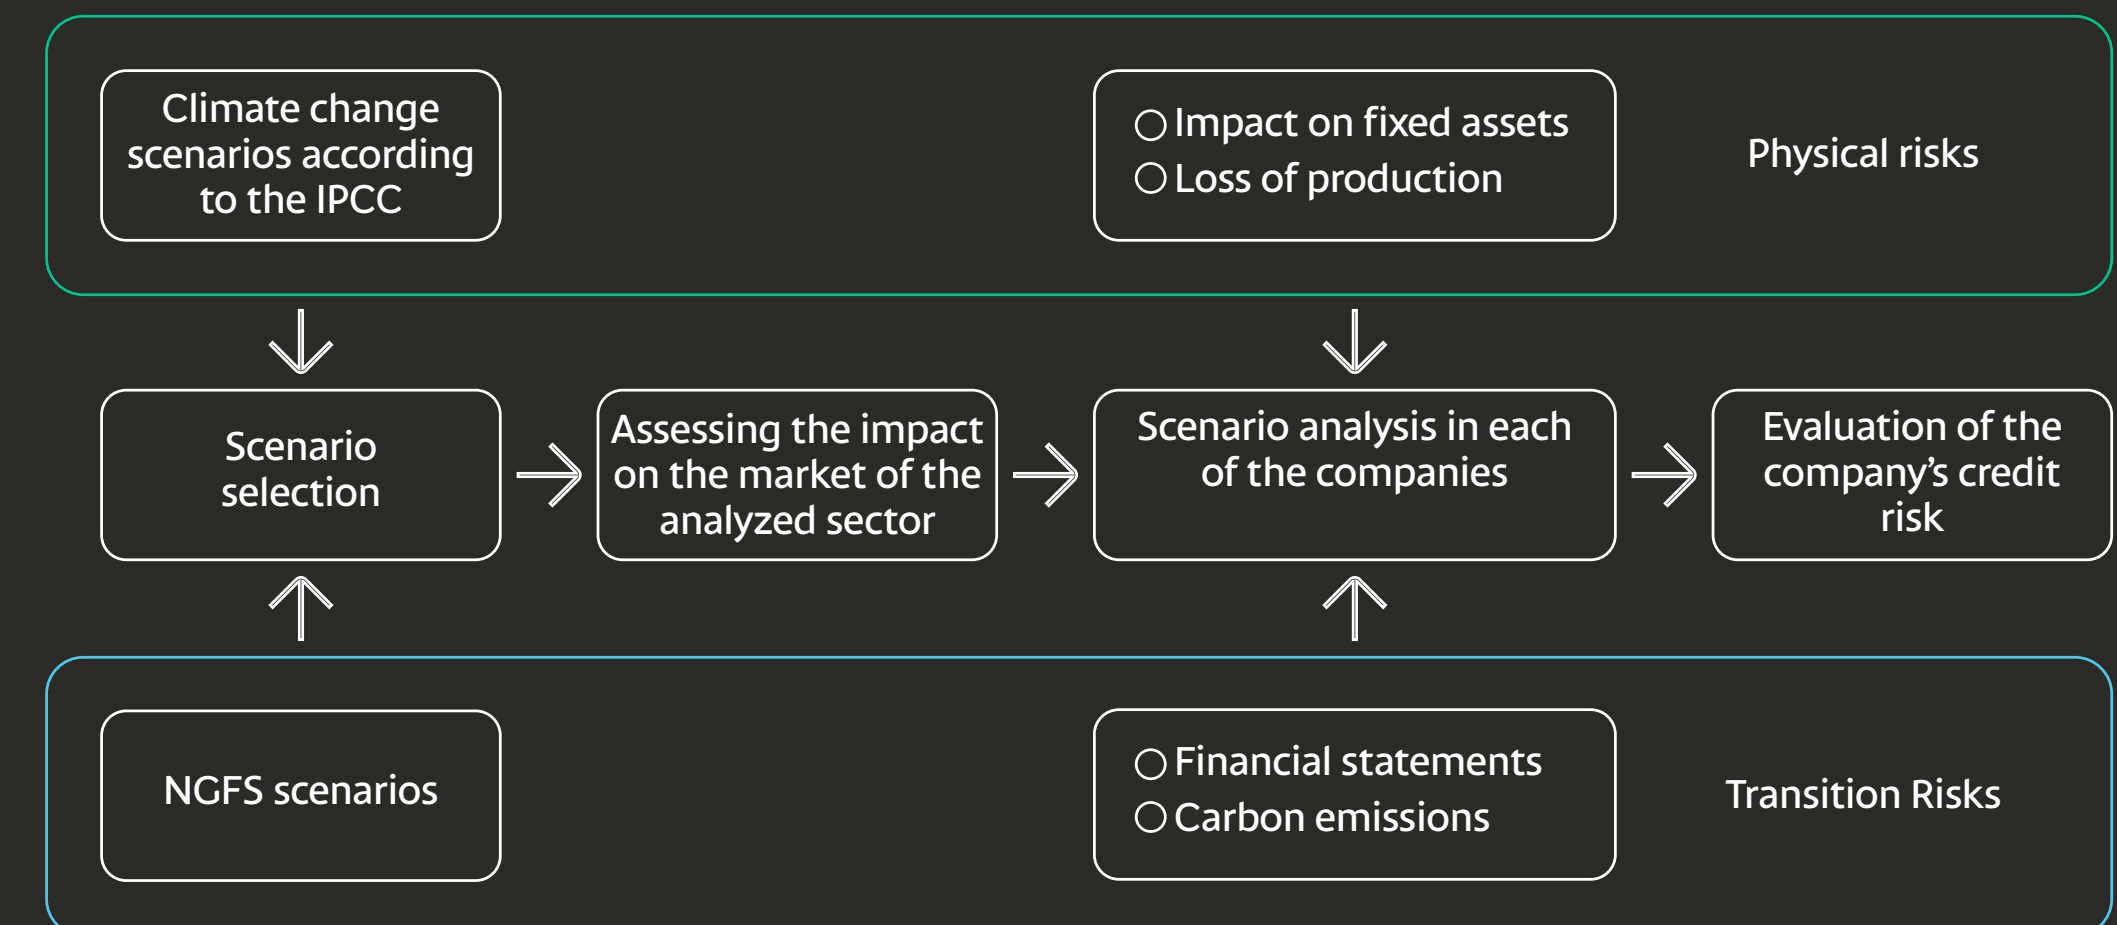 Climate change
scenarios according
to the IPCC
Impact on fixed assets
Loss of production
Physical risks
Scenario
selection
Assessing the impact
on the market of the
analyzed sector
Scenario analysis in each
of the companies
Evaluation of the
company’s credit
risk
NGFS scenarios
Financial statements
Carbon emissions
Transition Risks